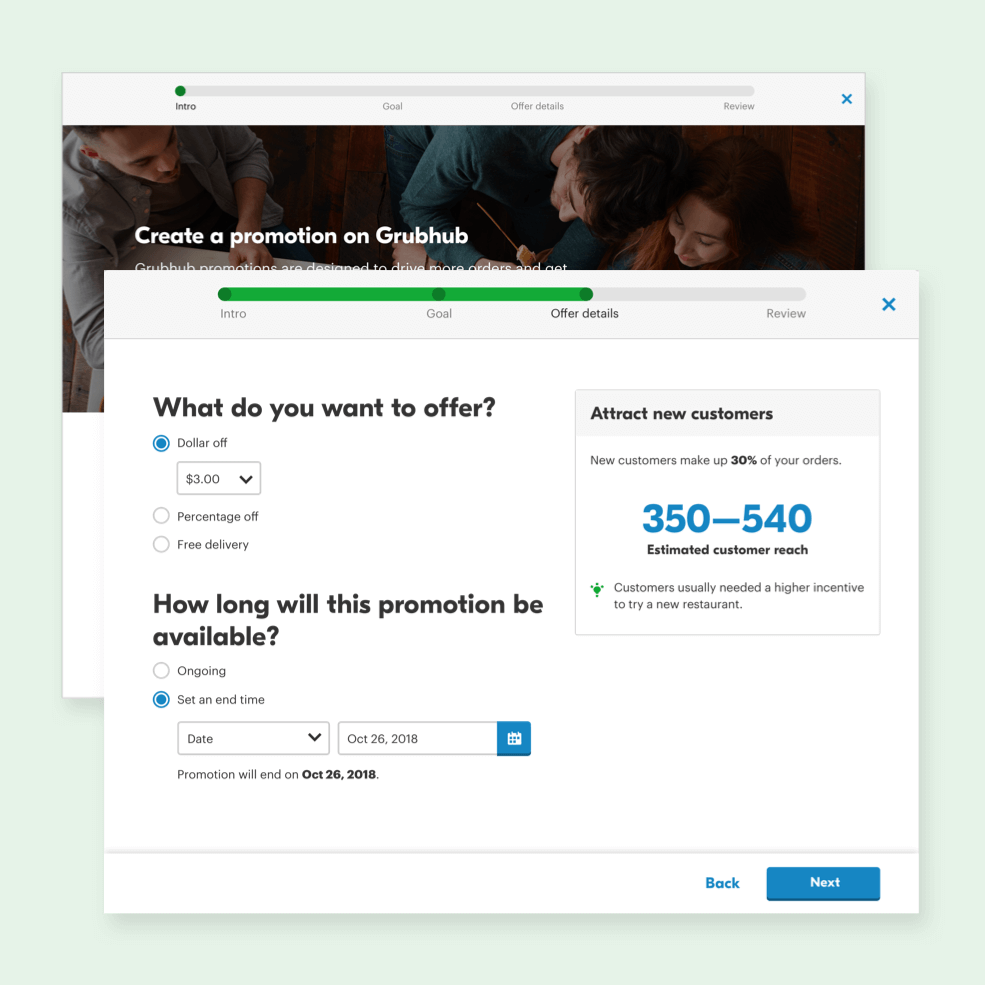 Intro
Goal
Offer details
Review
Create a promotion on Grubhub
Grubhub promotions are designed to drive more orders and get
Intro
Goal
Offer details
Review
What do you want to offer?
Dollar off
$3.00
Percentage off
Free delivery
How long will this promotion be
available?
Ongoing
Set an end time
Date
Oct 26, 2018
Promotion will end on Oct 26, 2018.
Attract new customers
New customers make up 30% of your orders.
350—540
Estimated customer reach
Customers usually needed a higher incentive
to try a new restaurant.
Back
Next